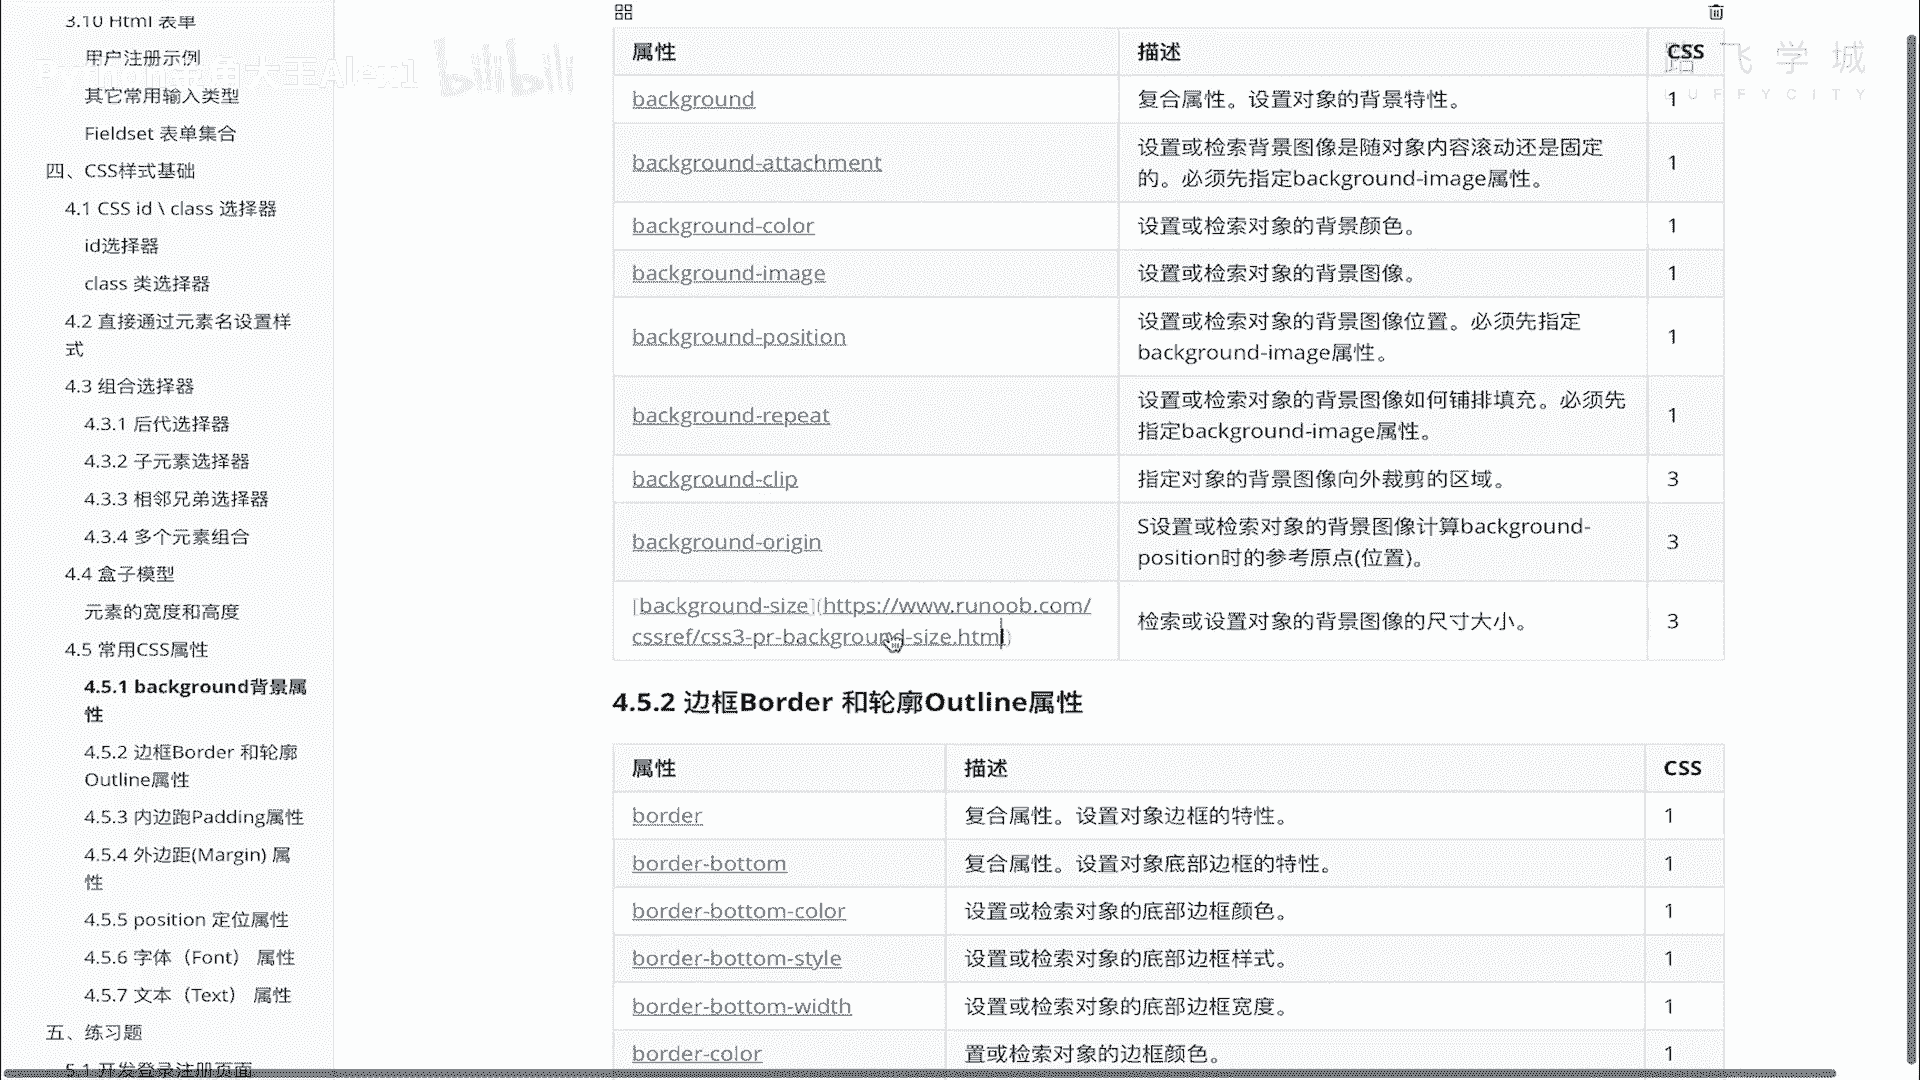 3.10 Html 表单
用户注册示例
其它常用输入类型
Fieldset 表单集合
四、CSS样式基础
4.1 CSS id \ class 选择器
id选择器
class 类选择器
4.2 直接通过元素名设置样
式
4.3 组合选择器
4.3.1 后代选择器
4.3.2 子元素选择器
4.3.3 相邻兄弟选择器
4.3.4 多个元素组合
4.4 盒子模型
元素的宽度和高度
4.5 常用CSS属性
4.5.1 background背景属
性
4.5.2 边框Border 和轮廓
Outline属性
4.5.3 内边跑Padding属性
4.5.4 外边距(Margin) 属
性
4.5.5 position 定位属性
4.5.6 字体（Font） 属性
4.5.7 文本（Text） 属性
五、练习题
5.1 开发登录注册页面
bilibili
路飞学城
LUFFYCITY
属性 描述 CSS
background 复合属性。设置对象的背景特性。 1
background-attachment 设置或检索背景图像是随对象内容滚动还是固定
的。必须先指定background-image属性。 1
background-color 设置或检索对象的背景颜色。 1
background-image 设置或检索对象的背景图像。 1
background-position 设置或检索对象的背景图像位置。必须先指定
background-image属性。 1
background-repeat 设置或检索对象的背景图像如何铺排填充。必须先
指定background-image属性。 1
background-clip 指定对象的背景图像向外裁剪的区域。 3
background-origin S设置或检索对象的背景图像计算background-
position时的参考原点(位置)。 3
[background-size](https://www.runoob.com/
cssref/css3-pr-background-size.html) 检索或设置对象的背景图像的尺寸大小。 3
4.5.2 边框Border 和轮廓Outline属性
属性 描述 CSS
border 复合属性。设置对象边框的特性。 1
border-bottom 复合属性。设置对象底部边框的特性。 1
border-bottom-color 设置或检索对象的底部边框颜色。 1
border-bottom-style 设置或检索对象的底部边框样式。 1
border-bottom-width 设置或检索对象的底部边框宽度。 1
border-color 置或检索对象的边框颜色。 1